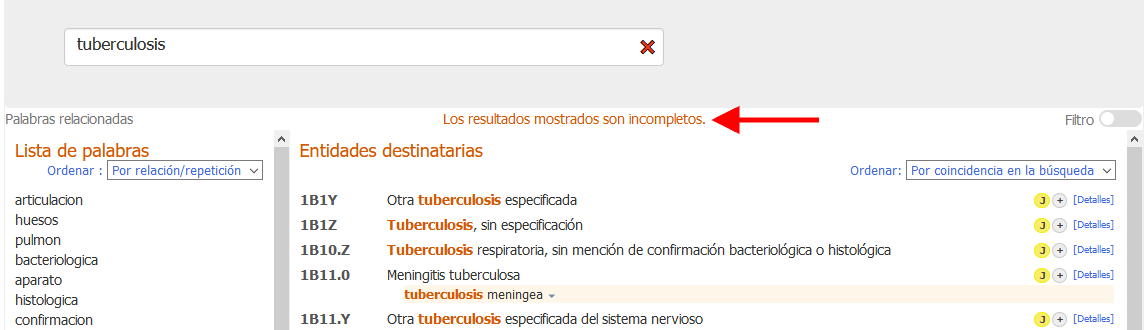 tuberculosis
Palabras relacionadas
Los resultados mostrados son incompletos.
Filtro
Lista de palabras
Ordenar : Por relación/repetición
articulacion
huesos
pulmon
bacteriologica
aparato
histologica
confirmacion
Entidades destinatarias
Ordenar: Por coincidencia en la búsqueda
1B1Y Otra tuberculosis especificada J + [Detalles]
1B1Z Tuberculosis, sin especificación J + [Detalles]
1B10.Z Tuberculosis respiratoria, sin mención de confirmación bacteriológica o histológica J + [Detalles]
1B11.0 Meningitis tuberculosa J + [Detalles]
tuberculosis meningea
1B11.Y Otra tuberculosis especificada del sistema nervioso J + [Detalles]